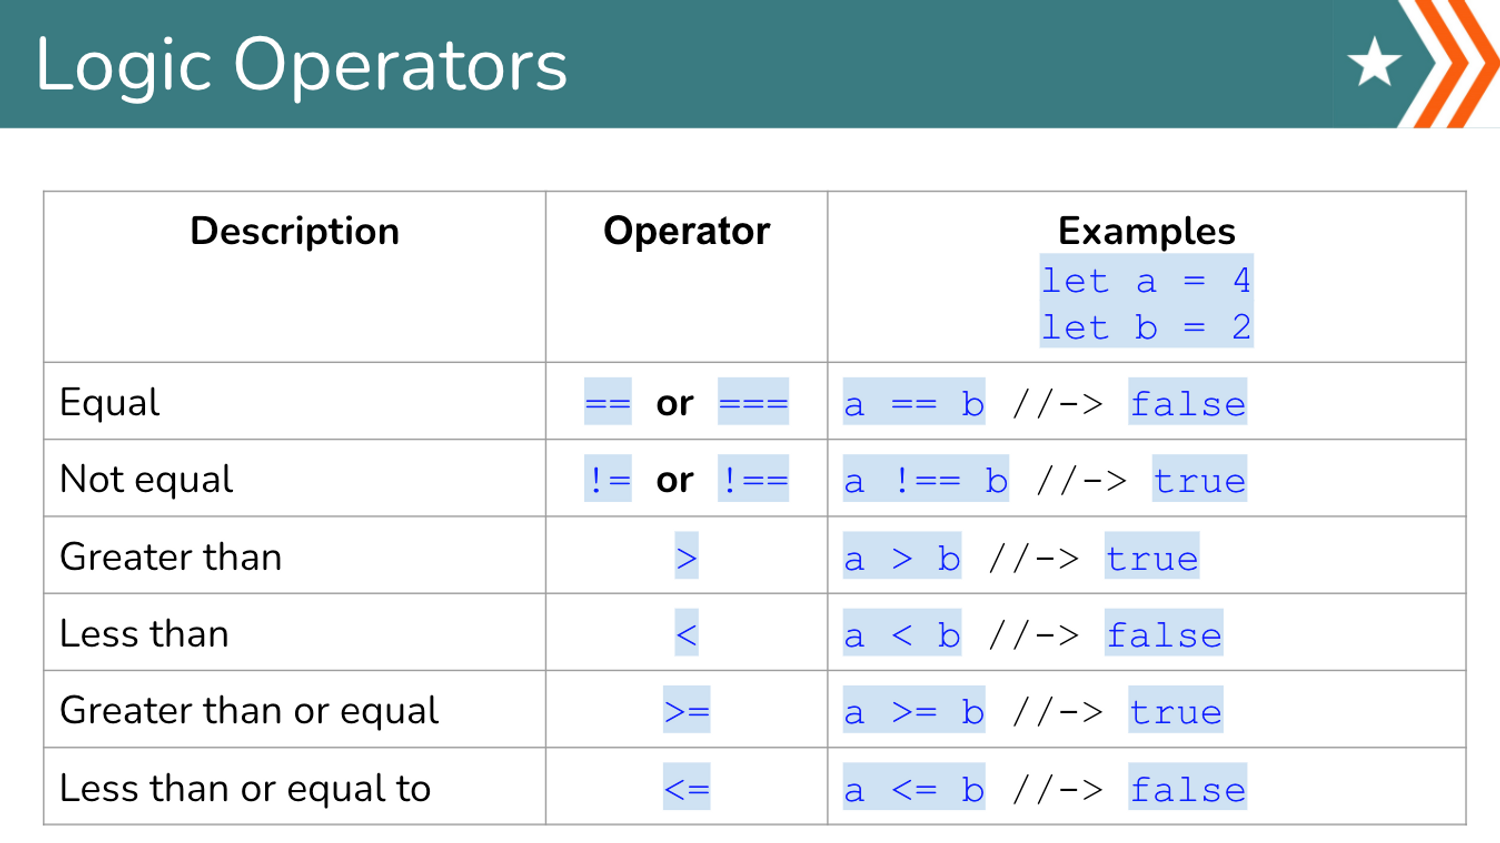 Logic Operators
Description Operator Examples
let a = 4
let b = 2
Equal == or === a == b //-> false
Not equal != or !== a !== b //-> true
Greater than > a > b //-> true
Less than < a < b //-> false
Greater than or equal >= a >= b //-> true
Less than or equal to <= a <= b //-> false